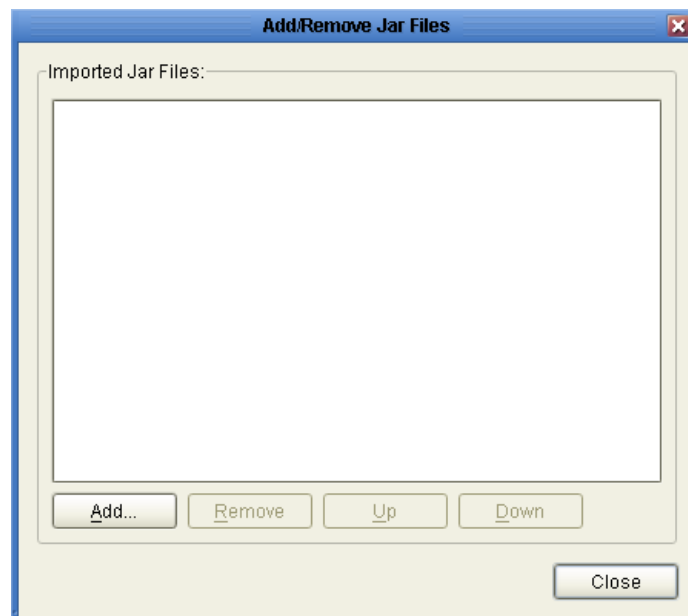 Add/Remove Jar Files
Imported Jar Files:
Add...
Remove
Up
Down
Close